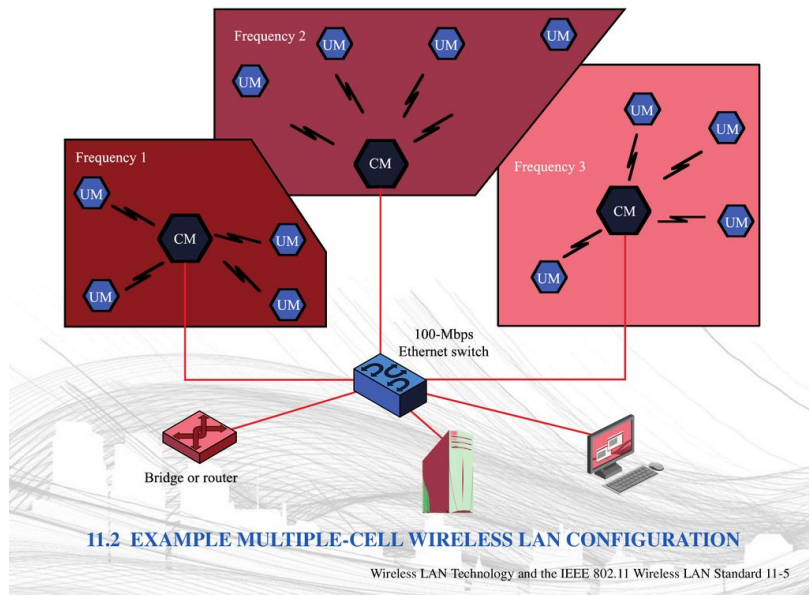 Frequency 2
UM
UM
UM
UM
CM
Frequency 1
UM
CM
UM
UM
UM
Frequency 3
UM
UM
CM
UM
UM
100-Mbps
Ethernet switch
Bridge or router
11.2 EXAMPLE MULTIPLE-CELL WIRELESS LAN CONFIGURATION
Wireless LAN Technology and the IEEE 802.11 Wireless LAN Standard 11-5